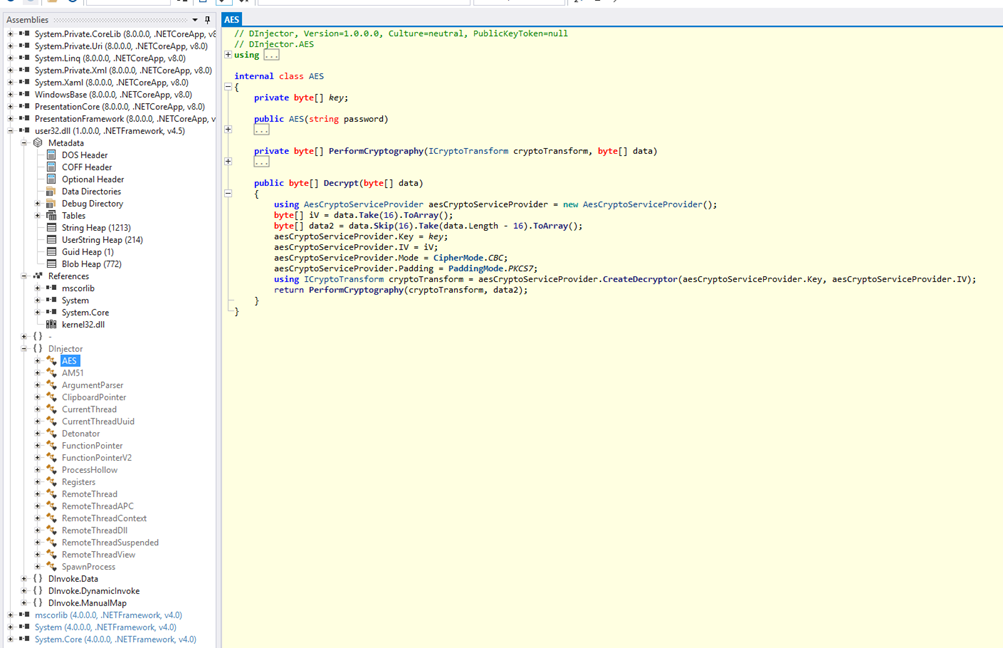 Assemblies
System.Private.CoreLib (8.0.0.0, .NETCoreApp, v8
System.Private.Uri (8.0.0.0, .NETCoreApp, v8.0)
System.Linq (8.0.0.0, .NETCoreApp, v8.0)
System.Private.Xml (8.0.0.0, .NETCoreApp, v8.0)
System.Xaml (8.0.0.0, .NETCoreApp, v8.0)
WindowsBase (8.0.0.0, .NETCoreApp, v8.0)
PresentationCore (8.0.0.0, .NETCoreApp, v8.0)
PresentationFramework (8.0.0.0, .NETCoreApp, v
user32.dll (1.0.0.0, .NETFramework, v4.5)
Metadata
DOS Header
COFF Header
Optional Header
Data Directories
Debug Directory
Tables
String Heap (1213)
UserString Heap (214)
Guid Heap (1)
Blob Heap (772)
References
mscorlib
System
System.Core
kernel32.dll
{ } -
{ } DInjector
AES
AM51
ArgumentParser
ClipboardPointer
CurrentThread
CurrentThreadUuid
Detonator
FunctionPointer
FunctionPointerV2
ProcessHollow
Registers
RemoteThread
RemoteThreadAPC
RemoteThreadContext
RemoteThreadDll
RemoteThreadSuspended
RemoteThreadView
SpawnProcess
{ } DInvoke.Data
{ } DInvoke.DynamicInvoke
{ } DInvoke.ManualMap
mscorlib (4.0.0.0, .NETFramework, v4.0)
System (4.0.0.0, .NETFramework, v4.0)
System.Core (4.0.0.0, .NETFramework, v4.0)
AES
// DInjector, Version=1.0.0.0, Culture=neutral, PublicKeyToken=null
// DInjector.AES
using ...
internal class AES
{
private byte[] key;
public AES(string password)
...
private byte[] PerformCryptography(ICryptoTransform cryptoTransform, byte[] data)
...
public byte[] Decrypt(byte[] data)
{
using AesCryptoServiceProvider aesCryptoServiceProvider = new AesCryptoServiceProvider();
byte[] iV = data.Take(16).ToArray();
byte[] data2 = data.Skip(16).Take(data.Length - 16).ToArray();
aesCryptoServiceProvider.Key = key;
aesCryptoServiceProvider.IV = iV;
aesCryptoServiceProvider.Mode = CipherMode.CBC;
aesCryptoServiceProvider.Padding = PaddingMode.PKCS7;
using ICryptoTransform cryptoTransform = aesCryptoServiceProvider.CreateDecryptor(aesCryptoServiceProvider.Key, aesCryptoServiceProvider.IV);
return PerformCryptography(cryptoTransform, data2);
}
}